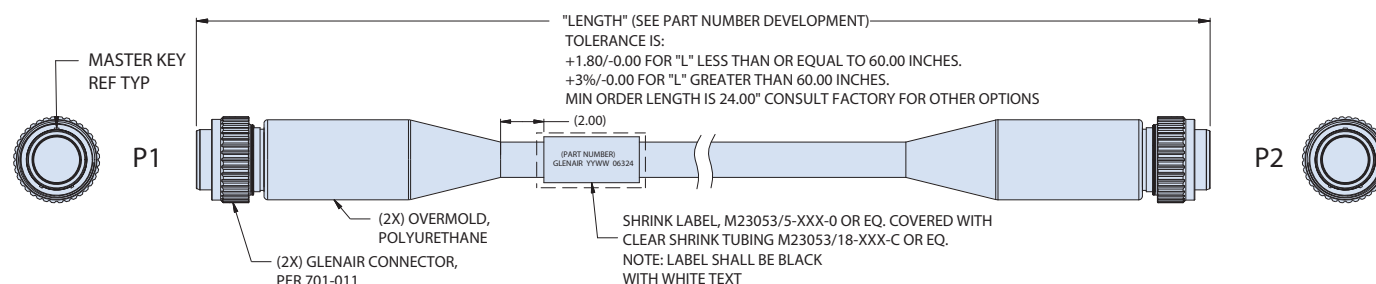 "LENGTH" (SEE PART NUMBER DEVELOPMENT)
TOLERANCE IS:
+1.80/-0.00 FOR "L" LESS THAN OR EQUAL TO 60.00 INCHES.
+3%/-0.00 FOR "L" GREATER THAN 60.00 INCHES.
MIN ORDER LENGTH IS 24.00" CONSULT FACTORY FOR OTHER OPTIONS
MASTER KEY
REF TYP
(2.00)
P1
(PART NUMBER)
GLENAIR YYWW 06324
P2
(2X) OVERMOLD,
POLYURETHANE
(2X) GLENAIR CONNECTOR,
PER 701-011
SHRINK LABEL, M23053/5-XXX-0 OR EQ. COVERED WITH
CLEAR SHRINK TUBING M23053/18-XXX-C OR EQ.
NOTE: LABEL SHALL BE BLACK
WITH WHITE TEXT